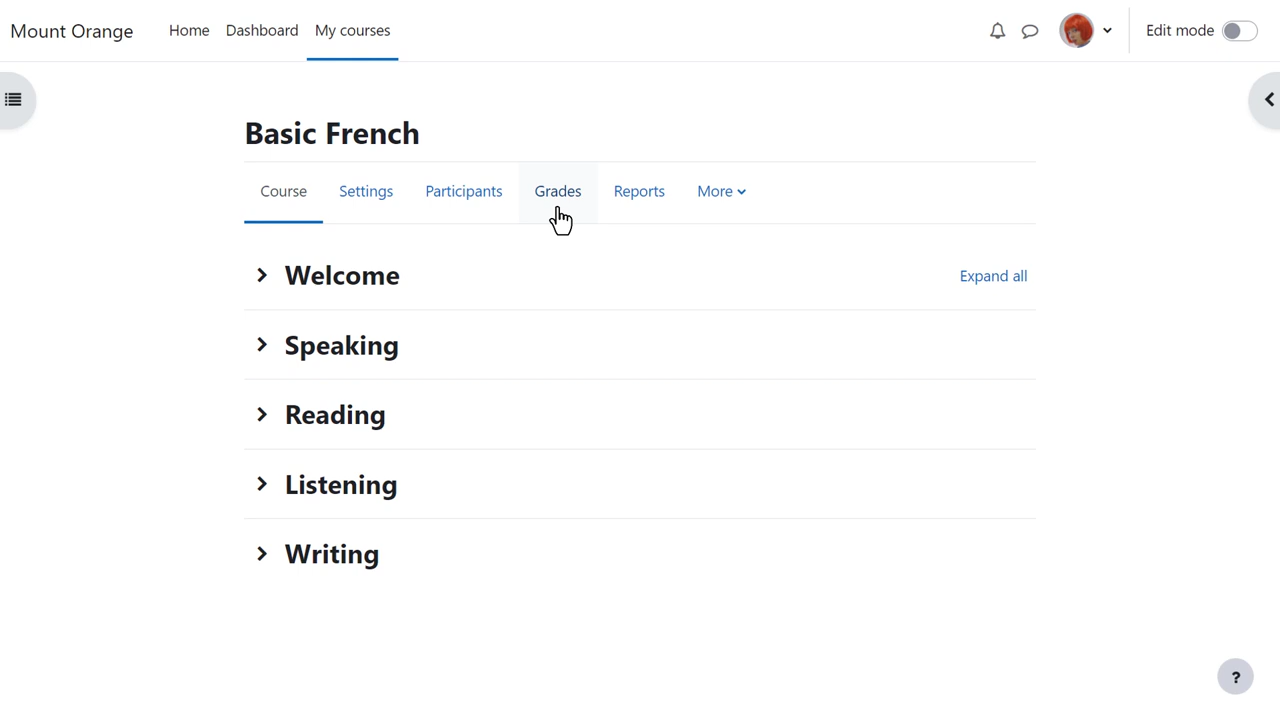 Mount Orange Home Dashboard My courses Edit mode
Basic French
Course Settings Participants Grades Reports More
Welcome Expand all
Speaking
Reading
Listening
Writing
?